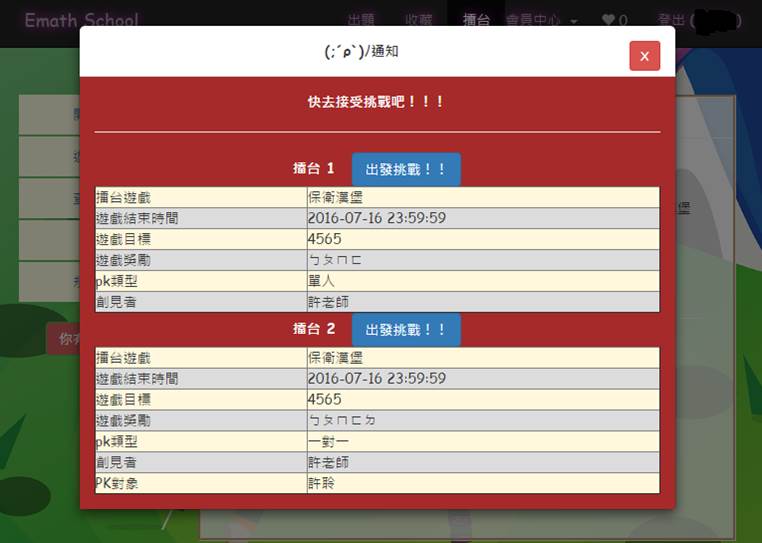 Emath School
出題 收藏 擂台 會員中心 ♥ 0 登出 ( )
(;´ρ`)/通知
x
快去接受挑戰吧！！！
擂台 1 出發挑戰！！
擂台遊戲 保衛漢堡
遊戲結束時間 2016-07-16 23:59:59
遊戲目標 4565
遊戲獎勵 ㄅㄆㄇㄈ
pk類型 單人
創見者 許老師
擂台 2 出發挑戰！！
擂台遊戲 保衛漢堡
遊戲結束時間 2016-07-16 23:59:59
遊戲目標 4565
遊戲獎勵 ㄅㄆㄇㄈㄉ
pk類型 一對一
創見者 許老師
PK對象 許聆
堡
你有